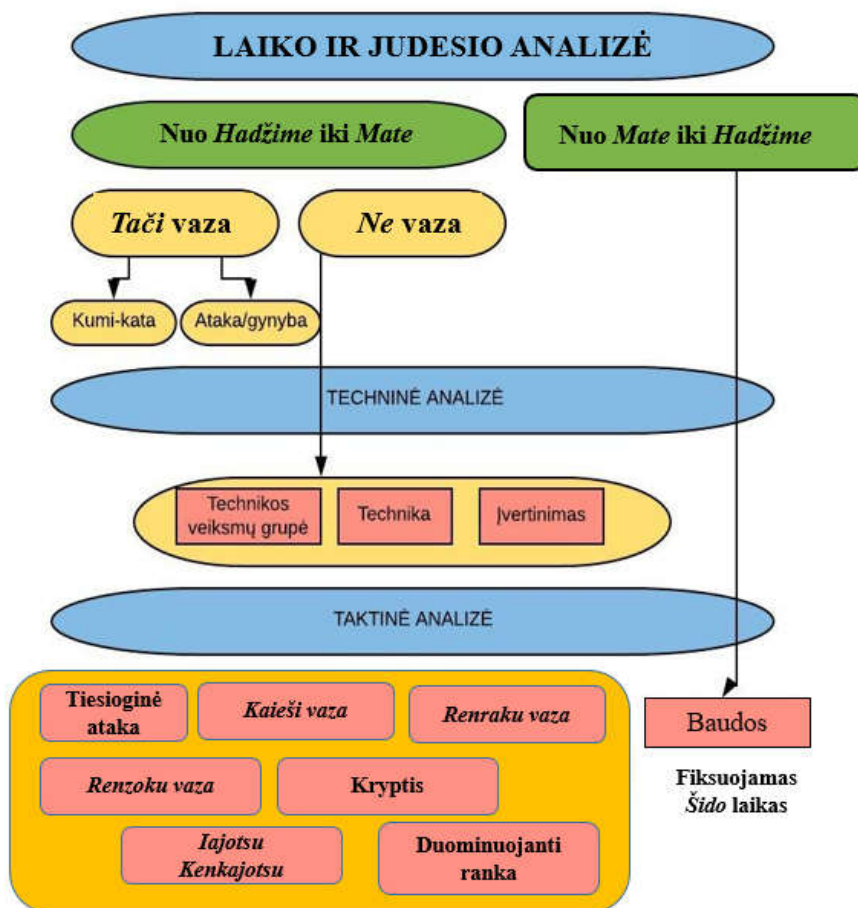 LAIKO IR JUDESIO ANALIZĖ
Nuo Hadžime iki Mate
Nuo Mate iki Hadžime
Tači vaza
Ne vaza
Kumi-kata
Ataka/gynyba
TECHNINĖ ANALIZĖ
Technikos
veiksmų grupė
Technika
Įvertinimas
TAKTINĖ ANALIZĖ
Tiesioginė
ataka
Kaieši vaza
Renraku vaza
Baudos
Renzoku vaza
Kryptis
Fiksuojamas
Šido laikas
Iajotsu
Kenkajotsu
Duominuojanti
ranka